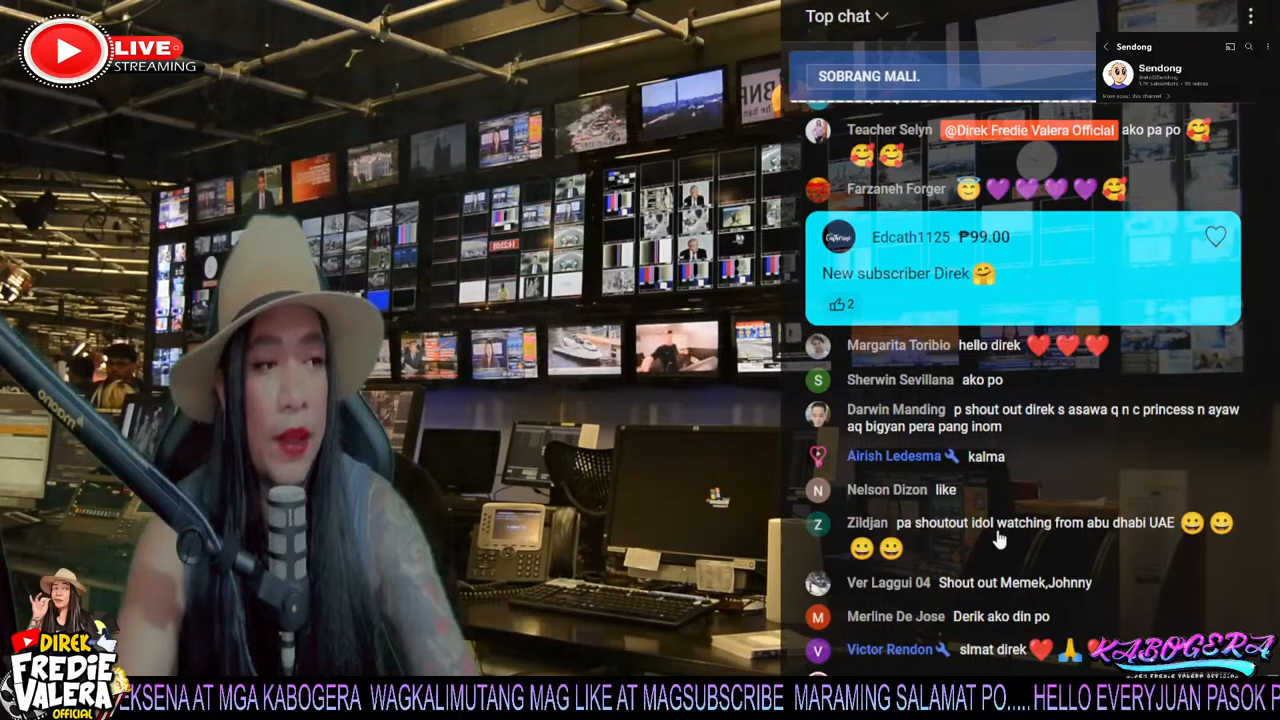 LIVE
STREAMING
Top chat
Sendong
Sendong
More about this channel
SOBRANG MALI.
Teacher Selyn @Direk Fredie Valera Official ako pa po 🥰
🥰🥰
Farzaneh Forger 😇💜💜💜💜🥰
Edcath1125 ₱99.00
New subscriber Direk 🤗
2
Margarita Toribio hello direk ❤️❤️❤️
S Sherwin Sevillana ako po
Darwin Manding p shout out direk s asawa q n c princess n ayaw
aq bigyan pera pang inom
Airish Ledesma kalma
N Nelson Dizon like
Z Zildjan pa shoutout idol watching from abu dhabi UAE 😀😀
😀😀
Ver Laggui 04 Shout out Memek,Johnny
M Merline De Jose Derik ako din po
V Victor Rendon slmat direk ❤️🙏
KABOGERA
maono
DIREK
FREDIE
VALERA
OFFICIAL
EKSENA AT MGA KABOGERA WAGKALIMUTANG MAG LIKE AT MAGSUBSCRIBE MARAMING SALAMAT PO..... HELLO EVERYJUAN PASOK P